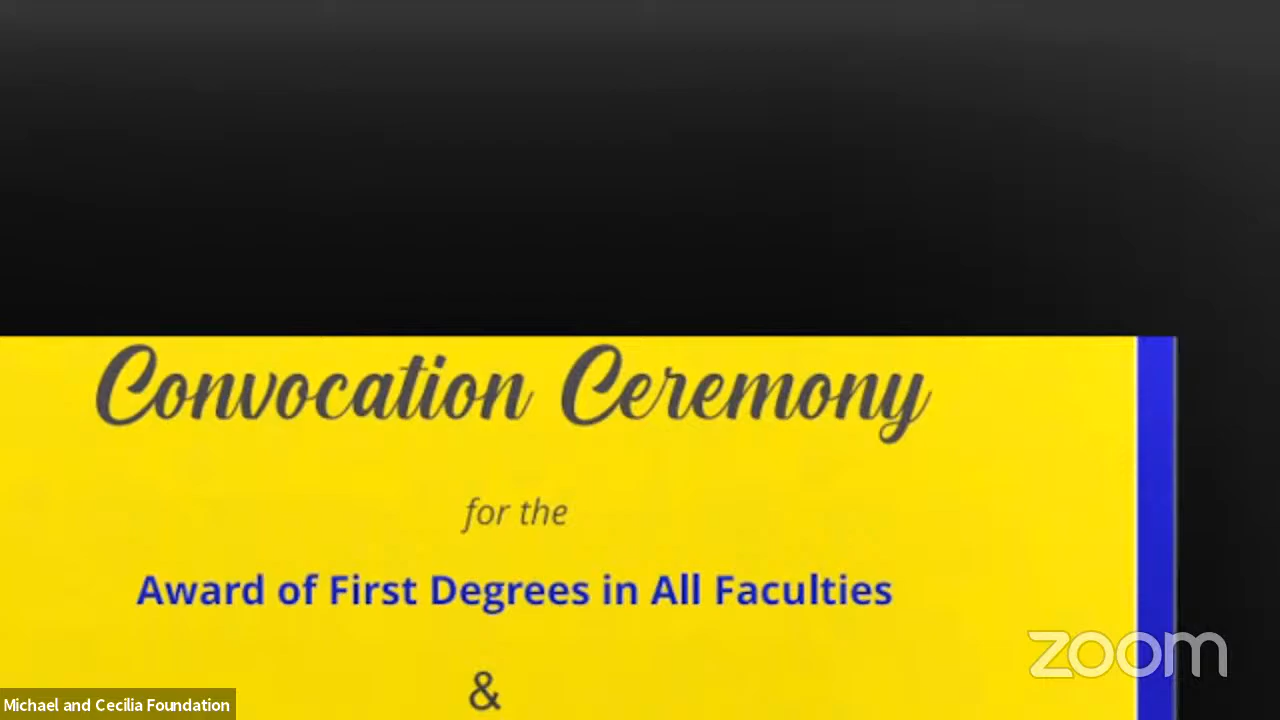 Convocation Ceremony
for the
Award of First Degrees in All Faculties
&
zoom
Michael and Cecilia Foundation